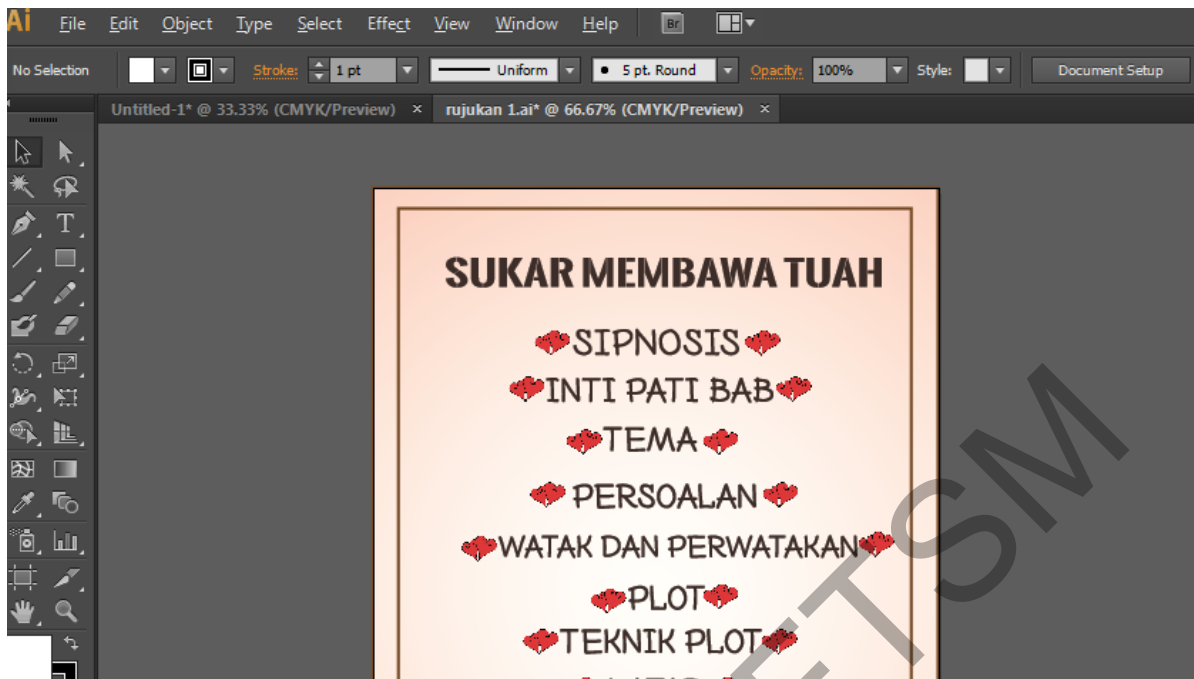 Ai File Edit Object Type Select Effect View Window Help Br
No Selection Stroke: 1 pt Uniform 5 pt. Round Opacity: 100% Style: Document Setup
Untitled-1* @ 33.33% (CMYK/Preview) × rujukan 1.ai* @ 66.67% (CMYK/Preview) ×
T
SUKAR MEMBAWA TUAH
SIPNOSIS
INTI PATI BAB
TEMA
PERSOALAN
WATAK DAN PERWATAKAN
PLOT
TEKNIK PLOT
FTSM